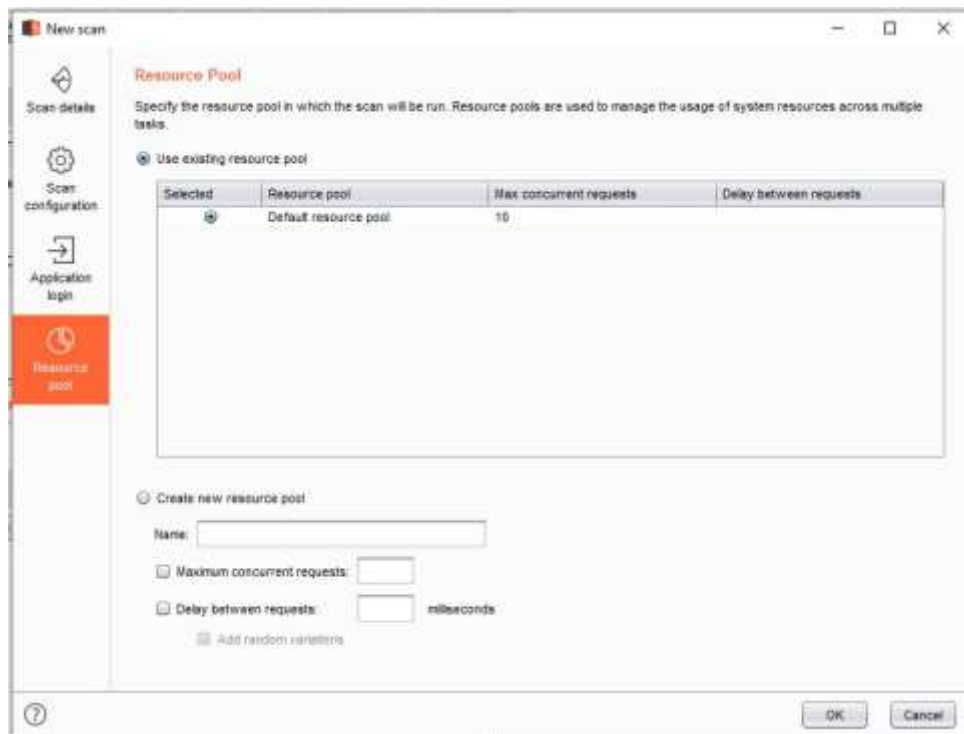 New scan
Scan details
Scan
configuration
Application
login
Resource
pool
Resource Pool
Specify the resource pool in which the scan will be run. Resource pools are used to manage the usage of system resources across multiple
tasks.
Use existing resource pool
Selected Resource pool Max concurrent requests Delay between requests
Default resource pool 10
Create new resource pool
Name:
Maximum concurrent requests:
Delay between requests: milliseconds
Add random variations
OK Cancel